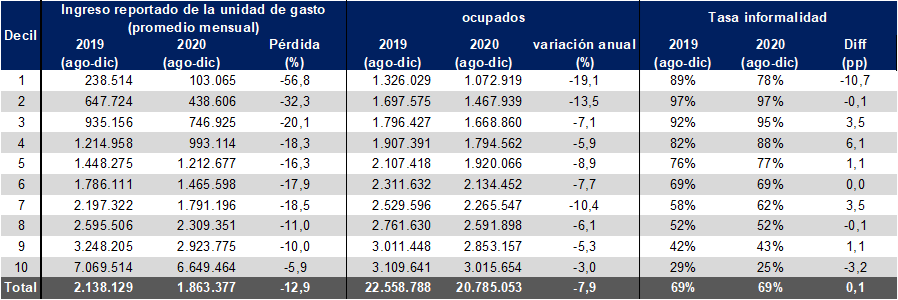 Decil Ingreso reportado de la unidad de gasto (promedio mensual) ocupados Tasa informalidad
2019 (ago-dic) 2020 (ago-dic) Pérdida (%) 2019 (ago-dic) 2020 (ago-dic) variación anual (%) 2019 (ago-dic) 2020 (ago-dic) Diff (pp)
1 238.514 103.065 -56,8 1.326.029 1.072.919 -19,1 89% 78% -10,7
2 647.724 438.606 -32,3 1.697.575 1.467.939 -13,5 97% 97% -0,1
3 935.156 746.925 -20,1 1.796.427 1.668.860 -7,1 92% 95% 3,5
4 1.214.958 993.114 -18,3 1.907.391 1.794.562 -5,9 82% 88% 6,1
5 1.448.275 1.212.677 -16,3 2.107.418 1.920.066 -8,9 76% 77% 1,1
6 1.786.111 1.465.598 -17,9 2.311.632 2.134.452 -7,7 69% 69% 0,0
7 2.197.322 1.791.196 -18,5 2.529.596 2.265.547 -10,4 58% 62% 3,5
8 2.595.506 2.309.351 -11,0 2.761.630 2.591.898 -6,1 52% 52% -0,1
9 3.248.205 2.923.775 -10,0 3.011.448 2.853.157 -5,3 42% 43% 1,1
10 7.069.514 6.649.464 -5,9 3.109.641 3.015.654 -3,0 29% 25% -3,2
Total 2.138.129 1.863.377 -12,9 22.558.788 20.785.053 -7,9 69% 69% 0,1